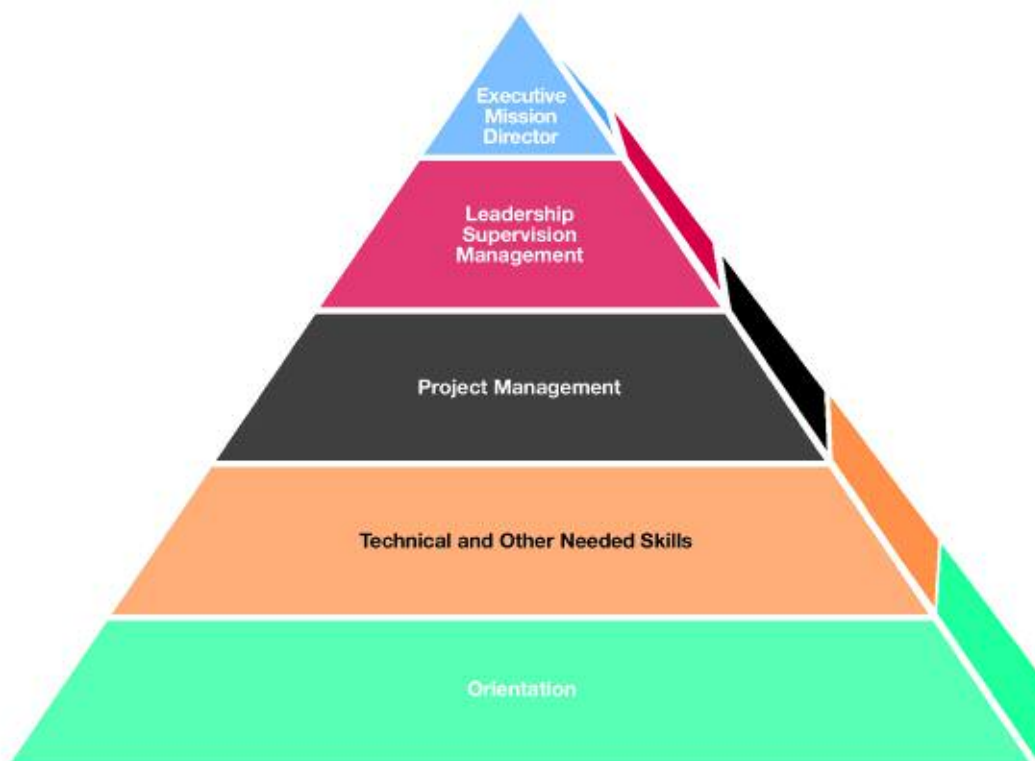 Executive
Mission
Director
Leadership
Supervision
Management
Project Management
Technical and Other Needed Skills
Orientation